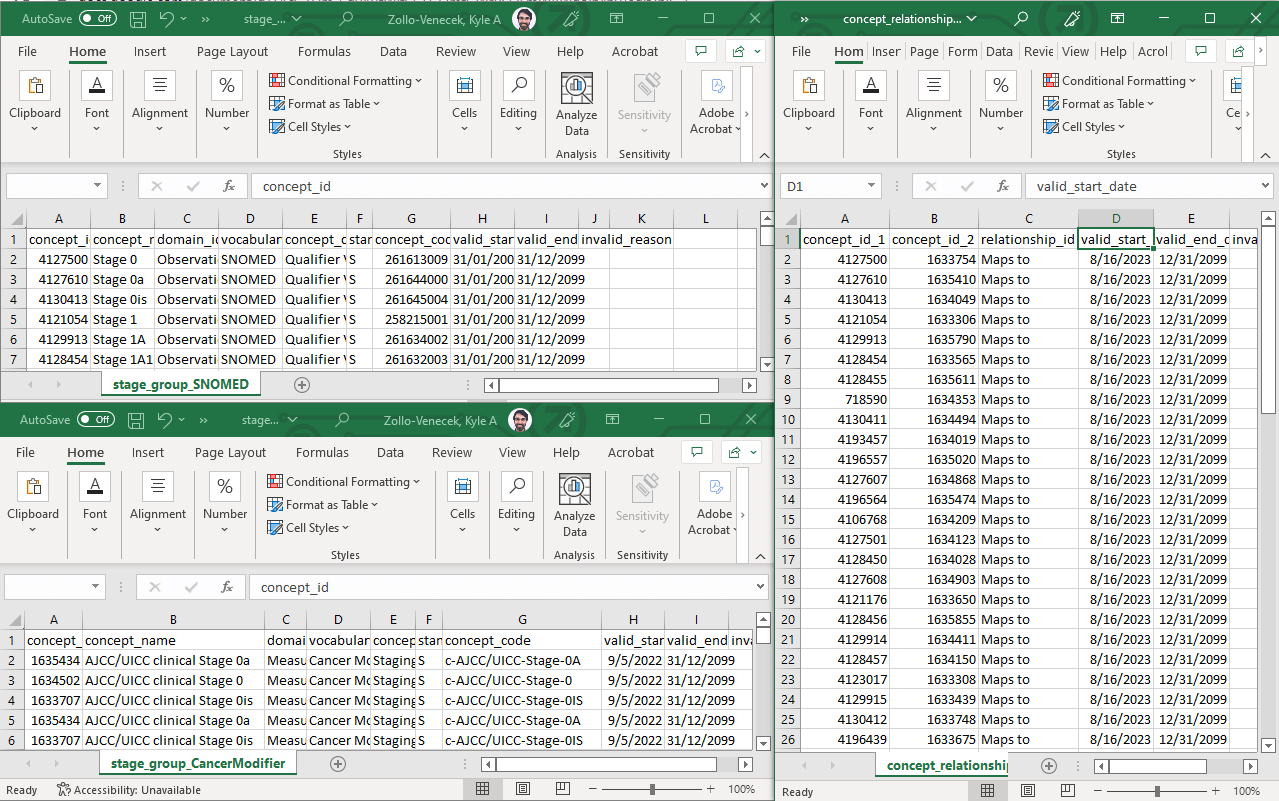 AutoSave Off » stage_... Zollo-Venecek, Kyle A
File Home Insert Page Layout Formulas Data Review View Help Acrobat
Clipboard Font Alignment Number Conditional Formatting Format as Table Cell Styles Styles Cells Editing Analyze Data Analysis Sensitivity Sensitivity Adobe Acrobat
fx concept_id
A B C D E F G H I J K L
1 concept_i concept_r domain_i vocabular concept_c stan concept_cod valid_star valid_end invalid_reason
2 4127500 Stage 0 Observati SNOMED Qualifier V S 261613009 31/01/200 31/12/2099
3 4127610 Stage 0a Observati SNOMED Qualifier V S 261644000 31/01/200 31/12/2099
4 4130413 Stage 0is Observati SNOMED Qualifier V S 261645004 31/01/200 31/12/2099
5 4121054 Stage 1 Observati SNOMED Qualifier V S 258215001 31/01/200 31/12/2099
6 4129913 Stage 1A Observati SNOMED Qualifier V S 261634002 31/01/200 31/12/2099
7 4128454 Stage 1A1 Observati SNOMED Qualifier V S 261632003 31/01/200 31/12/2099
stage_group_SNOMED
AutoSave Off » stage... Zollo-Venecek, Kyle A
File Home Insert Page Layout Formulas Data Review View Help Acrobat
Clipboard Font Alignment Number Conditional Formatting Format as Table Cell Styles Styles Cells Editing Analyze Data Analysis Sensitivity Sensitivity Adobe Acrobat
fx concept_id
A B C D E F G H I
1 concept_ concept_name domai vocabular concep stan concept_code valid_star valid_end inva
2 1635434 AJCC/UICC clinical Stage 0a Measu Cancer Mo Staging S c-AJCC/UICC-Stage-0A 9/5/2022 31/12/2099
3 1634502 AJCC/UICC clinical Stage 0 Measu Cancer Mo Staging S c-AJCC/UICC-Stage-0 9/5/2022 31/12/2099
4 1633707 AJCC/UICC clinical Stage 0is Measu Cancer Mo Staging S c-AJCC/UICC-Stage-0IS 9/5/2022 31/12/2099
5 1635434 AJCC/UICC clinical Stage 0a Measu Cancer Mo Staging S c-AJCC/UICC-Stage-0A 9/5/2022 31/12/2099
6 1633707 AJCC/UICC clinical Stage 0is Measu Cancer Mo Staging S c-AJCC/UICC-Stage-0IS 9/5/2022 31/12/2099
stage_group_CancerModifier
Ready Accessibility: Unavailable 100%
» concept_relationship...
File Hom Inser Page Form Data Revie View Help Acrol
Clipboard Font Alignment Number Conditional Formatting Format as Table Cell Styles Styles Ce
D1 fx valid_start_date
A B C D E
1 concept_id_1 concept_id_2 relationship_id valid_start_ valid_end_d inva
2 4127500 1633754 Maps to 8/16/2023 12/31/2099
3 4127610 1635410 Maps to 8/16/2023 12/31/2099
4 4130413 1634049 Maps to 8/16/2023 12/31/2099
5 4121054 1633306 Maps to 8/16/2023 12/31/2099
6 4129913 1635790 Maps to 8/16/2023 12/31/2099
7 4128454 1633565 Maps to 8/16/2023 12/31/2099
8 4128455 1635611 Maps to 8/16/2023 12/31/2099
9 718590 1634353 Maps to 8/16/2023 12/31/2099
10 4130411 1634494 Maps to 8/16/2023 12/31/2099
11 4193457 1634019 Maps to 8/16/2023 12/31/2099
12 4196557 1635020 Maps to 8/16/2023 12/31/2099
13 4127607 1634868 Maps to 8/16/2023 12/31/2099
14 4196564 1635474 Maps to 8/16/2023 12/31/2099
15 4106768 1634209 Maps to 8/16/2023 12/31/2099
16 4127501 1634123 Maps to 8/16/2023 12/31/2099
17 4128450 1634028 Maps to 8/16/2023 12/31/2099
18 4127608 1634903 Maps to 8/16/2023 12/31/2099
19 4121176 1633650 Maps to 8/16/2023 12/31/2099
20 4128456 1635855 Maps to 8/16/2023 12/31/2099
21 4129914 1634411 Maps to 8/16/2023 12/31/2099
22 4128457 1634150 Maps to 8/16/2023 12/31/2099
23 4123017 1633308 Maps to 8/16/2023 12/31/2099
24 4129915 1633439 Maps to 8/16/2023 12/31/2099
25 4130412 1633748 Maps to 8/16/2023 12/31/2099
26 4196439 1633675 Maps to 8/16/2023 12/31/2099
concept_relationshi
Ready 100%